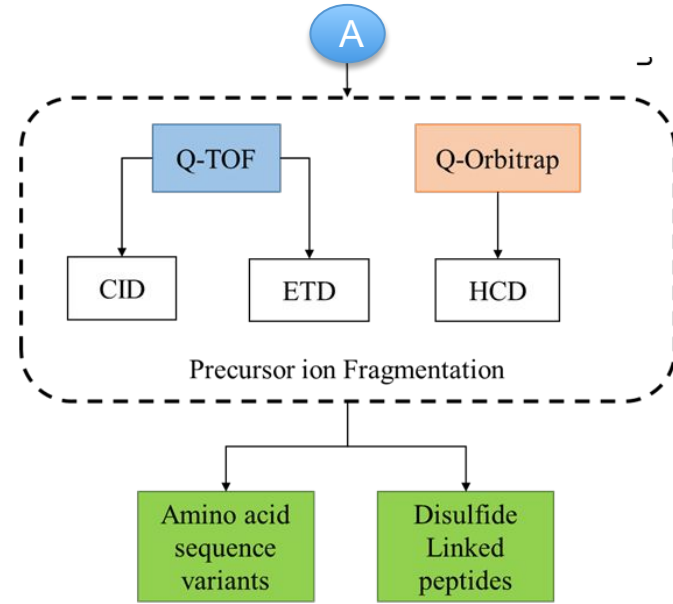 A
Q-TOF
Q-Orbitrap
CID
ETD
HCD
Precursor ion Fragmentation
Amino acid
sequence
variants
Disulfide
Linked
peptides